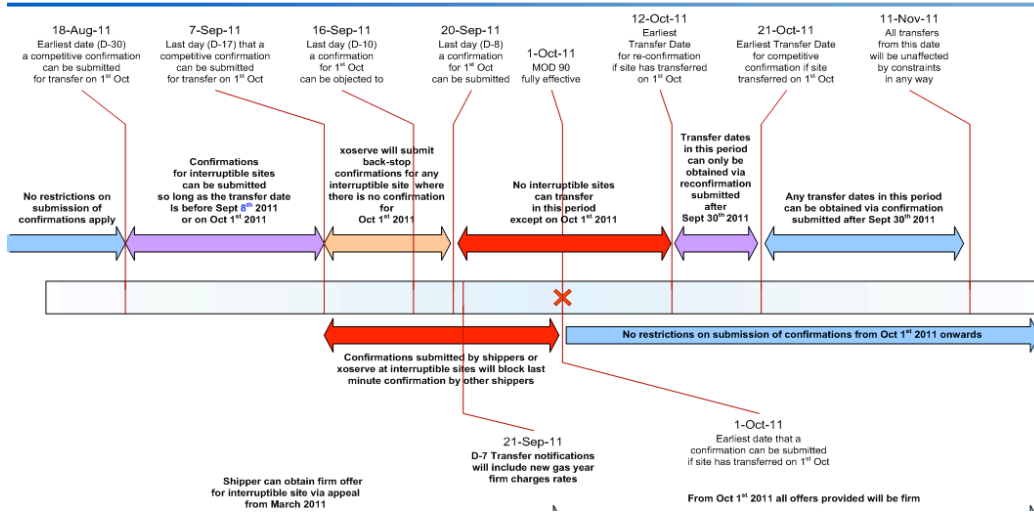 18-Aug-11
Earliest date (D-30)
a competitive confirmation
can be submitted
for transfer on 1st Oct
7-Sep-11
Last day (D-17) that a
competitive confirmation
can be submitted
for transfer on 1st Oct
16-Sep-11
Last day (D-10)
a confirmation
for 1st Oct
can be objected to
20-Sep-11
Last day (D-8)
a confirmation
for 1st Oct
can be submitted
1-Oct-11
MOD 90
fully effective
12-Oct-11
Earliest
Transfer Date
for re-confirmation
if site has transferred
on 1st Oct
21-Oct-11
Earliest Transfer Date
for competitive
confirmation if site
transferred on 1st Oct
11-Nov-11
All transfers
from this date
will be unaffected
by constraints
in any way
No restrictions on
submission of
confirmations apply
Confirmations
for interruptible sites
can be submitted
so long as the transfer date
Is before Sept 8th 2011
or on Oct 1st 2011
xoserve will submit
back-stop
confirmations for any
interruptible site where
there is no confirmation
for
Oct 1st 2011
No interruptible sites
can transfer
in this period
except on Oct 1st 2011
Transfer dates
in this period
can only be
obtained via
reconfirmation
submitted
after
Sept 30th 2011
Any transfer dates in this period
can be obtained via confirmation
submitted after Sept 30th 2011
No restrictions on submission of confirmations from Oct 1st 2011 onwards
Confirmations submitted by shippers or
xoserve at interruptible sites will block last
minute confirmation by other shippers
21-Sep-11
D-7 Transfer notifications
will include new gas year
firm charges rates
1-Oct-11
Earliest date that a
confirmation can be submitted
if site has transferred on 1st Oct
Shipper can obtain firm offer
for interruptible site via appeal
from March 2011
From Oct 1st 2011 all offers provided will be firm